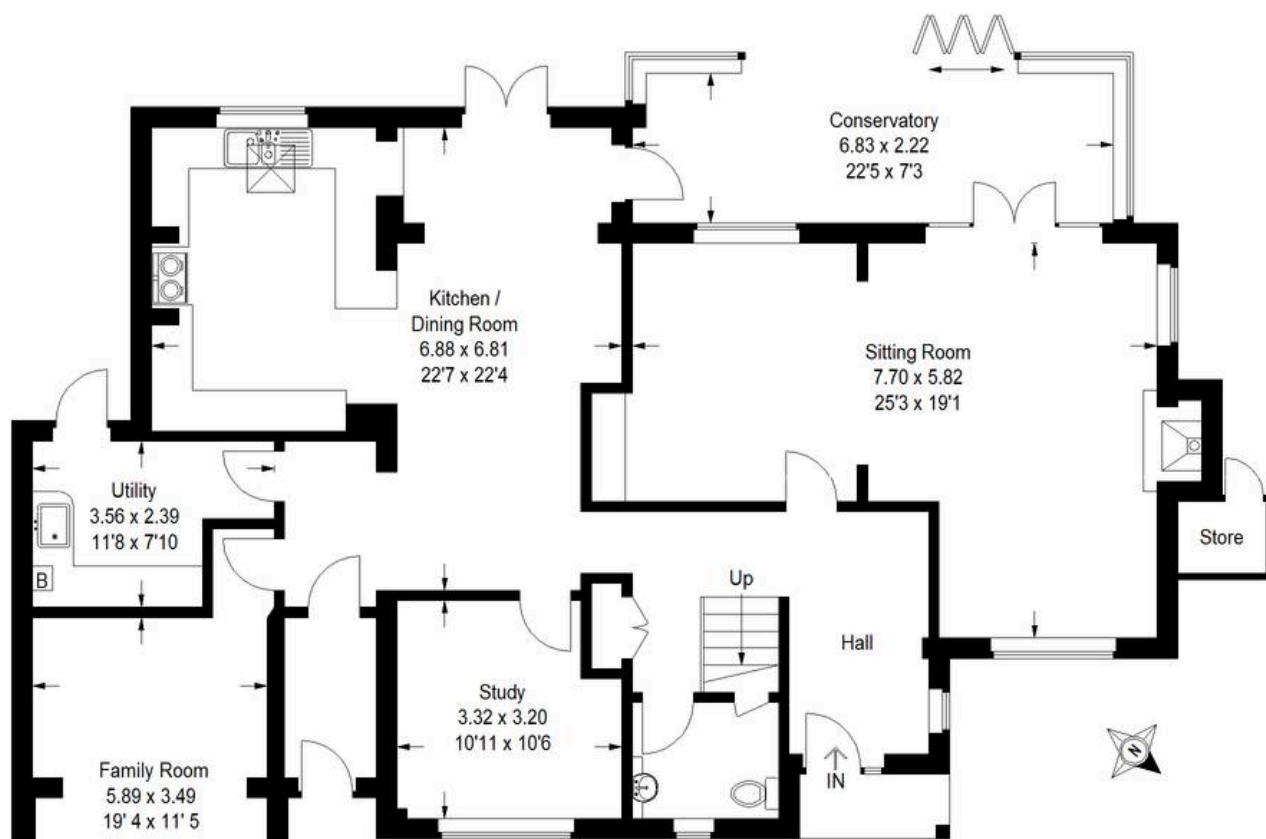 Conservatory
6.83 x 2.22
22'5 x 7'3
Kitchen /
Dining Room
6.88 x 6.81
22'7 x 22'4
Sitting Room
7.70 x 5.82
25'3 x 19'1
Utility
3.56 x 2.39
11'8 x 7'10
B
Store
Up
Hall
Study
3.32 x 3.20
10'11 x 10'6
Family Room
5.89 x 3.49
19' 4 x 11' 5
IN
N